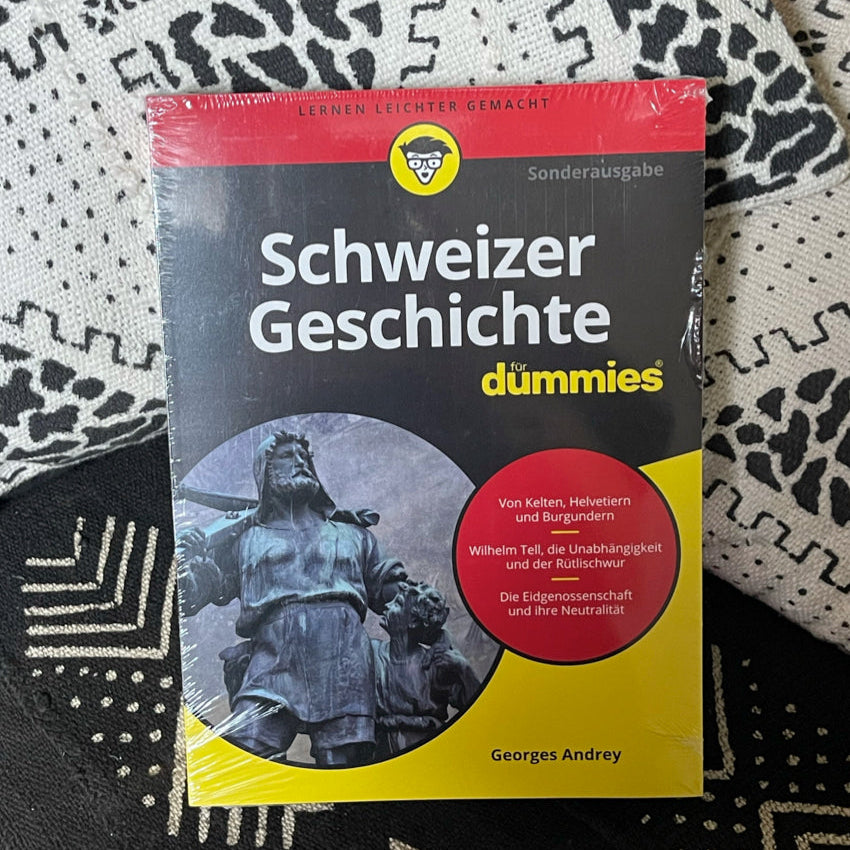 LERNEN LEICHTER GEMACHT
Sonderausgabe
Schweizer
Geschichte
für
dummies®
Von Kelten, Helvetiern
und Burgundern
Wilhelm Tell, die Unabhängigkeit
und der Rütlischwur
Die Eidgenossenschaft
und ihre Neutralität
Georges Andrey